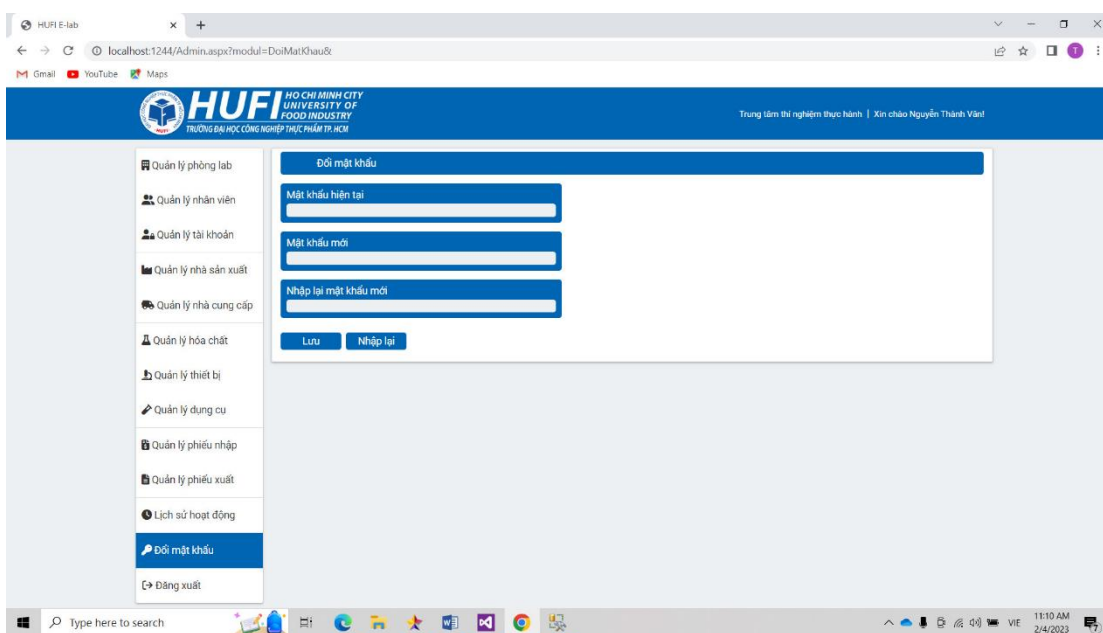 HUFI E-lab
localhost:1244/Admin.aspx?modul=DoiMatKhau&
Gmail YouTube Maps
HUFI
HO CHI MINH CITY
UNIVERSITY OF
FOOD INDUSTRY
TRƯỜNG ĐẠI HỌC CÔNG NGHIỆP THỰC PHẨM TP. HCM
Trung tâm thí nghiệm thực hành | Xin chào Nguyễn Thành Văn!
Quản lý phòng lab
Quản lý nhân viên
Quản lý tài khoản
Quản lý nhà sản xuất
Quản lý nhà cung cấp
Quản lý hóa chất
Quản lý thiết bị
Quản lý dụng cụ
Quản lý phiếu nhập
Quản lý phiếu xuất
Lịch sử hoạt động
Đổi mật khẩu
Đăng xuất
Đổi mật khẩu
Mật khẩu hiện tại
Mật khẩu mới
Nhập lại mật khẩu mới
Lưu Nhập lại
Type here to search
VIE
11:10 AM
2/4/2023